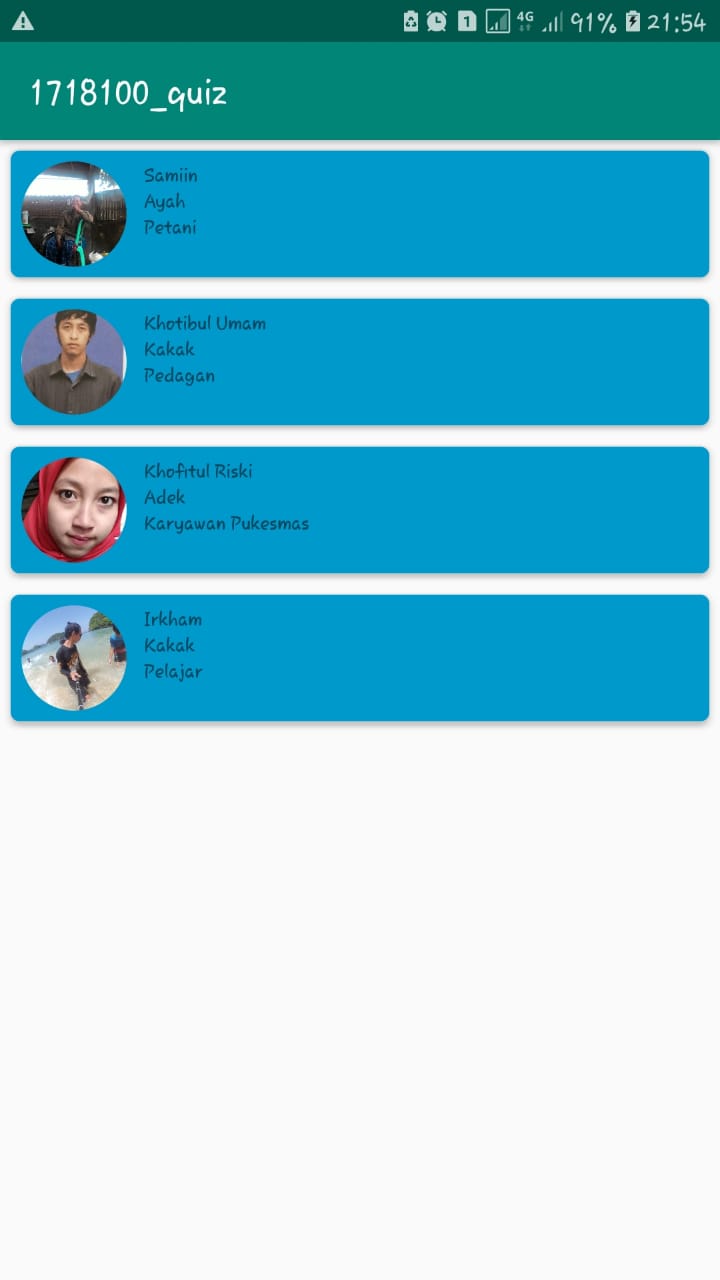 4G 91% 21:54
1718100_quiz
Samiin
Ayah
Petani
Khotibul Umam
Kakak
Pedagan
Khofitul Riski
Adek
Karyawan Pukesmas
Irkham
Kakak
Pelajar